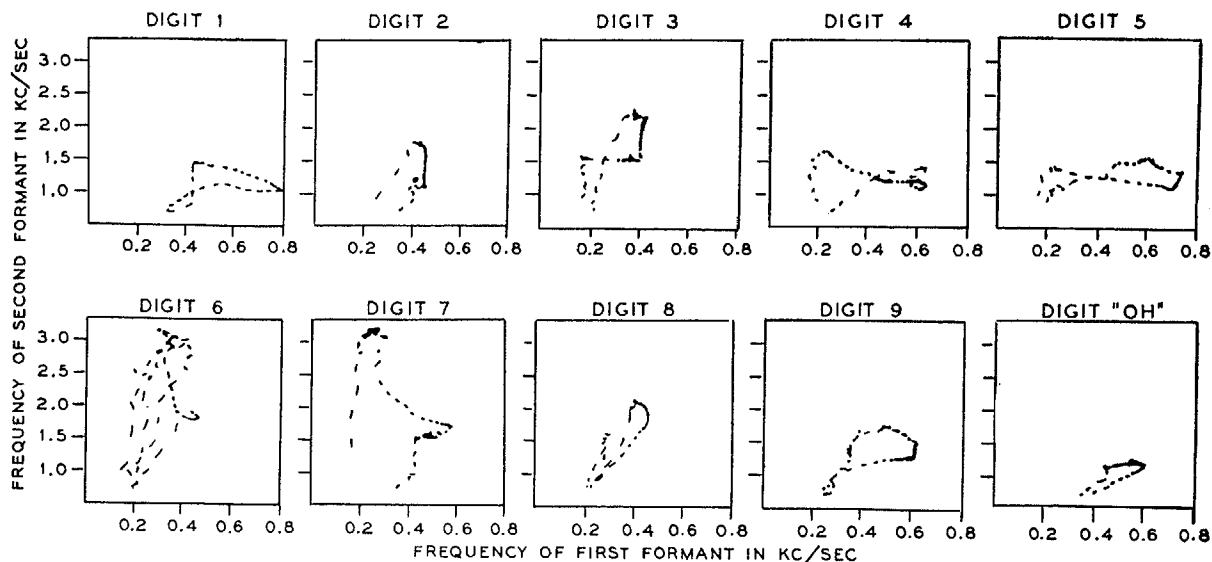 DIGIT 1 DIGIT 2 DIGIT 3 DIGIT 4 DIGIT 5
FREQUENCY OF SECOND FORMANT IN KC/SEC
3.0
2.5
2.0
1.5
1.0
0.2 0.4 0.6 0.8 0.2 0.4 0.6 0.8 0.2 0.4 0.6 0.8 0.2 0.4 0.6 0.8 0.2 0.4 0.6 0.8
DIGIT 6 DIGIT 7 DIGIT 8 DIGIT 9 DIGIT "OH"
3.0
2.5
2.0
1.5
1.0
0.2 0.4 0.6 0.8 0.2 0.4 0.6 0.8 0.2 0.4 0.6 0.8 0.2 0.4 0.6 0.8 0.2 0.4 0.6 0.8
FREQUENCY OF FIRST FORMANT IN KC/SEC